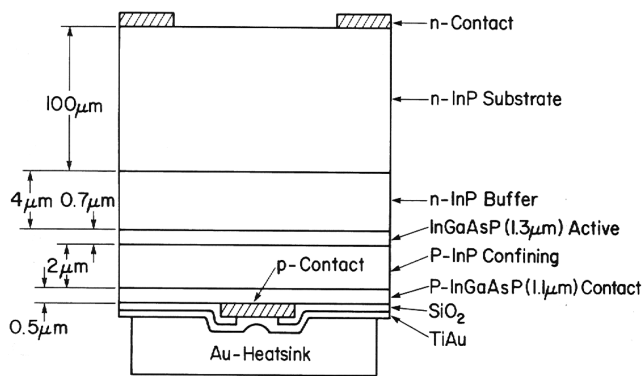 n-Contact
100μm
n-InP Substrate
4μm
0.7μm
n-InP Buffer
InGaAsP (1.3μm) Active
2μm
P-InP Confining
p-Contact
P-InGaAsP (1.1μm) Contact
0.5μm
SiO2
TiAu
Au-Heatsink